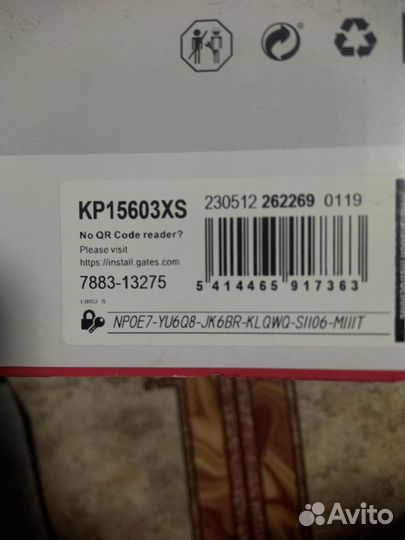 KP15603XS
230512 262269 0119
No QR Code reader?
Please visit
https://install.gates.com
7883-13275
5 414465 917363
NP0E7-YU6Q8-JK6BR-KLQWQ-SII06-MIIIT
Avito